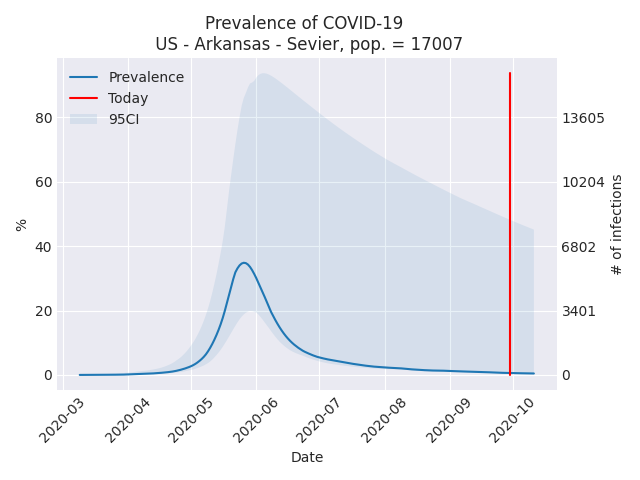 Prevalence of COVID-19
US - Arkansas - Sevier, pop. = 17007
Prevalence
Today
95CI
80
60
40
20
0
%
13605
10204
6802
3401
0
# of infections
2020-03
2020-04
2020-05
2020-06
2020-07
2020-08
2020-09
2020-10
Date